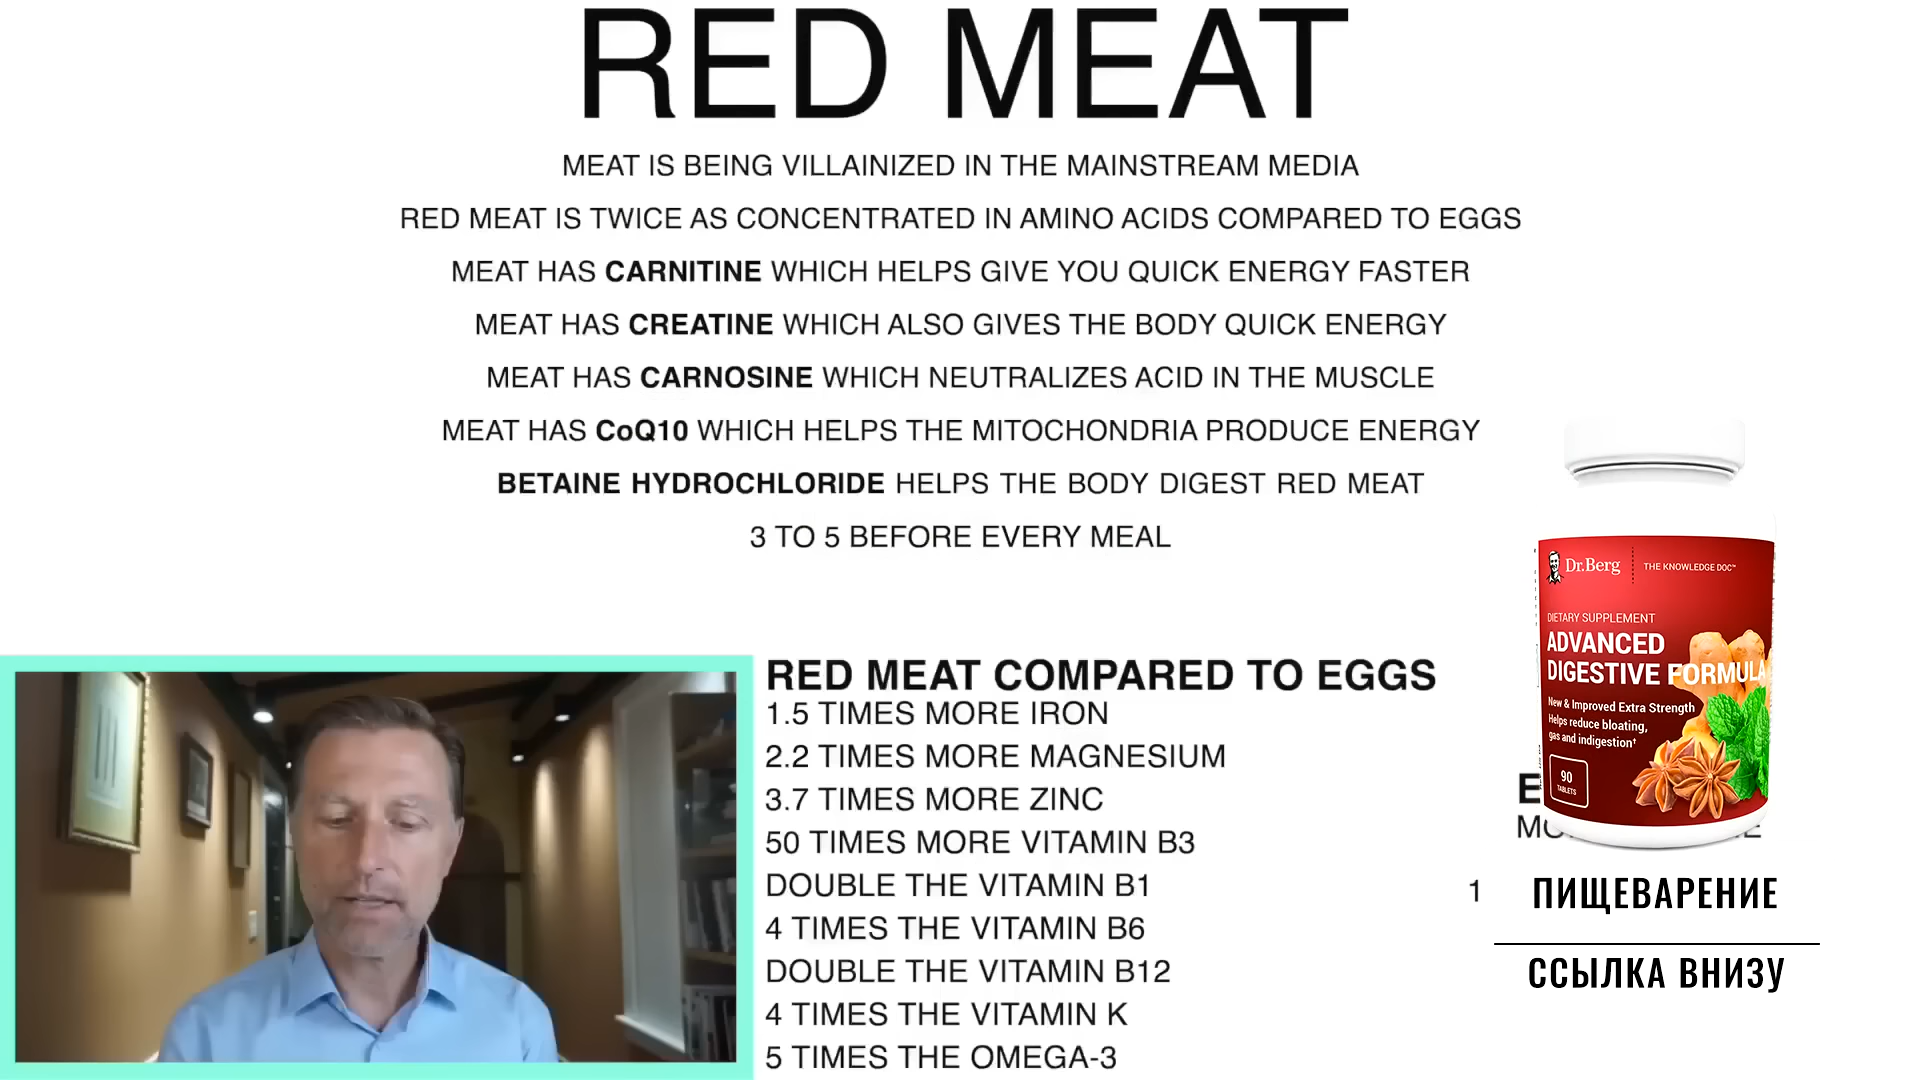 RED MEAT
MEAT IS BEING VILLAINIZED IN THE MAINSTREAM MEDIA
RED MEAT IS TWICE AS CONCENTRATED IN AMINO ACIDS COMPARED TO EGGS
MEAT HAS CARNITINE WHICH HELPS GIVE YOU QUICK ENERGY FASTER
MEAT HAS CREATINE WHICH ALSO GIVES THE BODY QUICK ENERGY
MEAT HAS CARNOSINE WHICH NEUTRALIZES ACID IN THE MUSCLE
MEAT HAS CoQ10 WHICH HELPS THE MITOCHONDRIA PRODUCE ENERGY
BETAINE HYDROCHLORIDE HELPS THE BODY DIGEST RED MEAT
3 TO 5 BEFORE EVERY MEAL
RED MEAT COMPARED TO EGGS
1.5 TIMES MORE IRON
2.2 TIMES MORE MAGNESIUM
3.7 TIMES MORE ZINC
50 TIMES MORE VITAMIN B3
DOUBLE THE VITAMIN B1
4 TIMES THE VITAMIN B6
DOUBLE THE VITAMIN B12
4 TIMES THE VITAMIN K
5 TIMES THE OMEGA-3
Dr.Berg THE KNOWLEDGE DOC™
DIETARY SUPPLEMENT
ADVANCED
DIGESTIVE FORMULA
New & Improved Extra Strength
Helps reduce bloating,
gas and indigestion†
90
TABLETS
1
ПИЩЕВАРЕНИЕ
ССЫЛКА ВНИЗУ